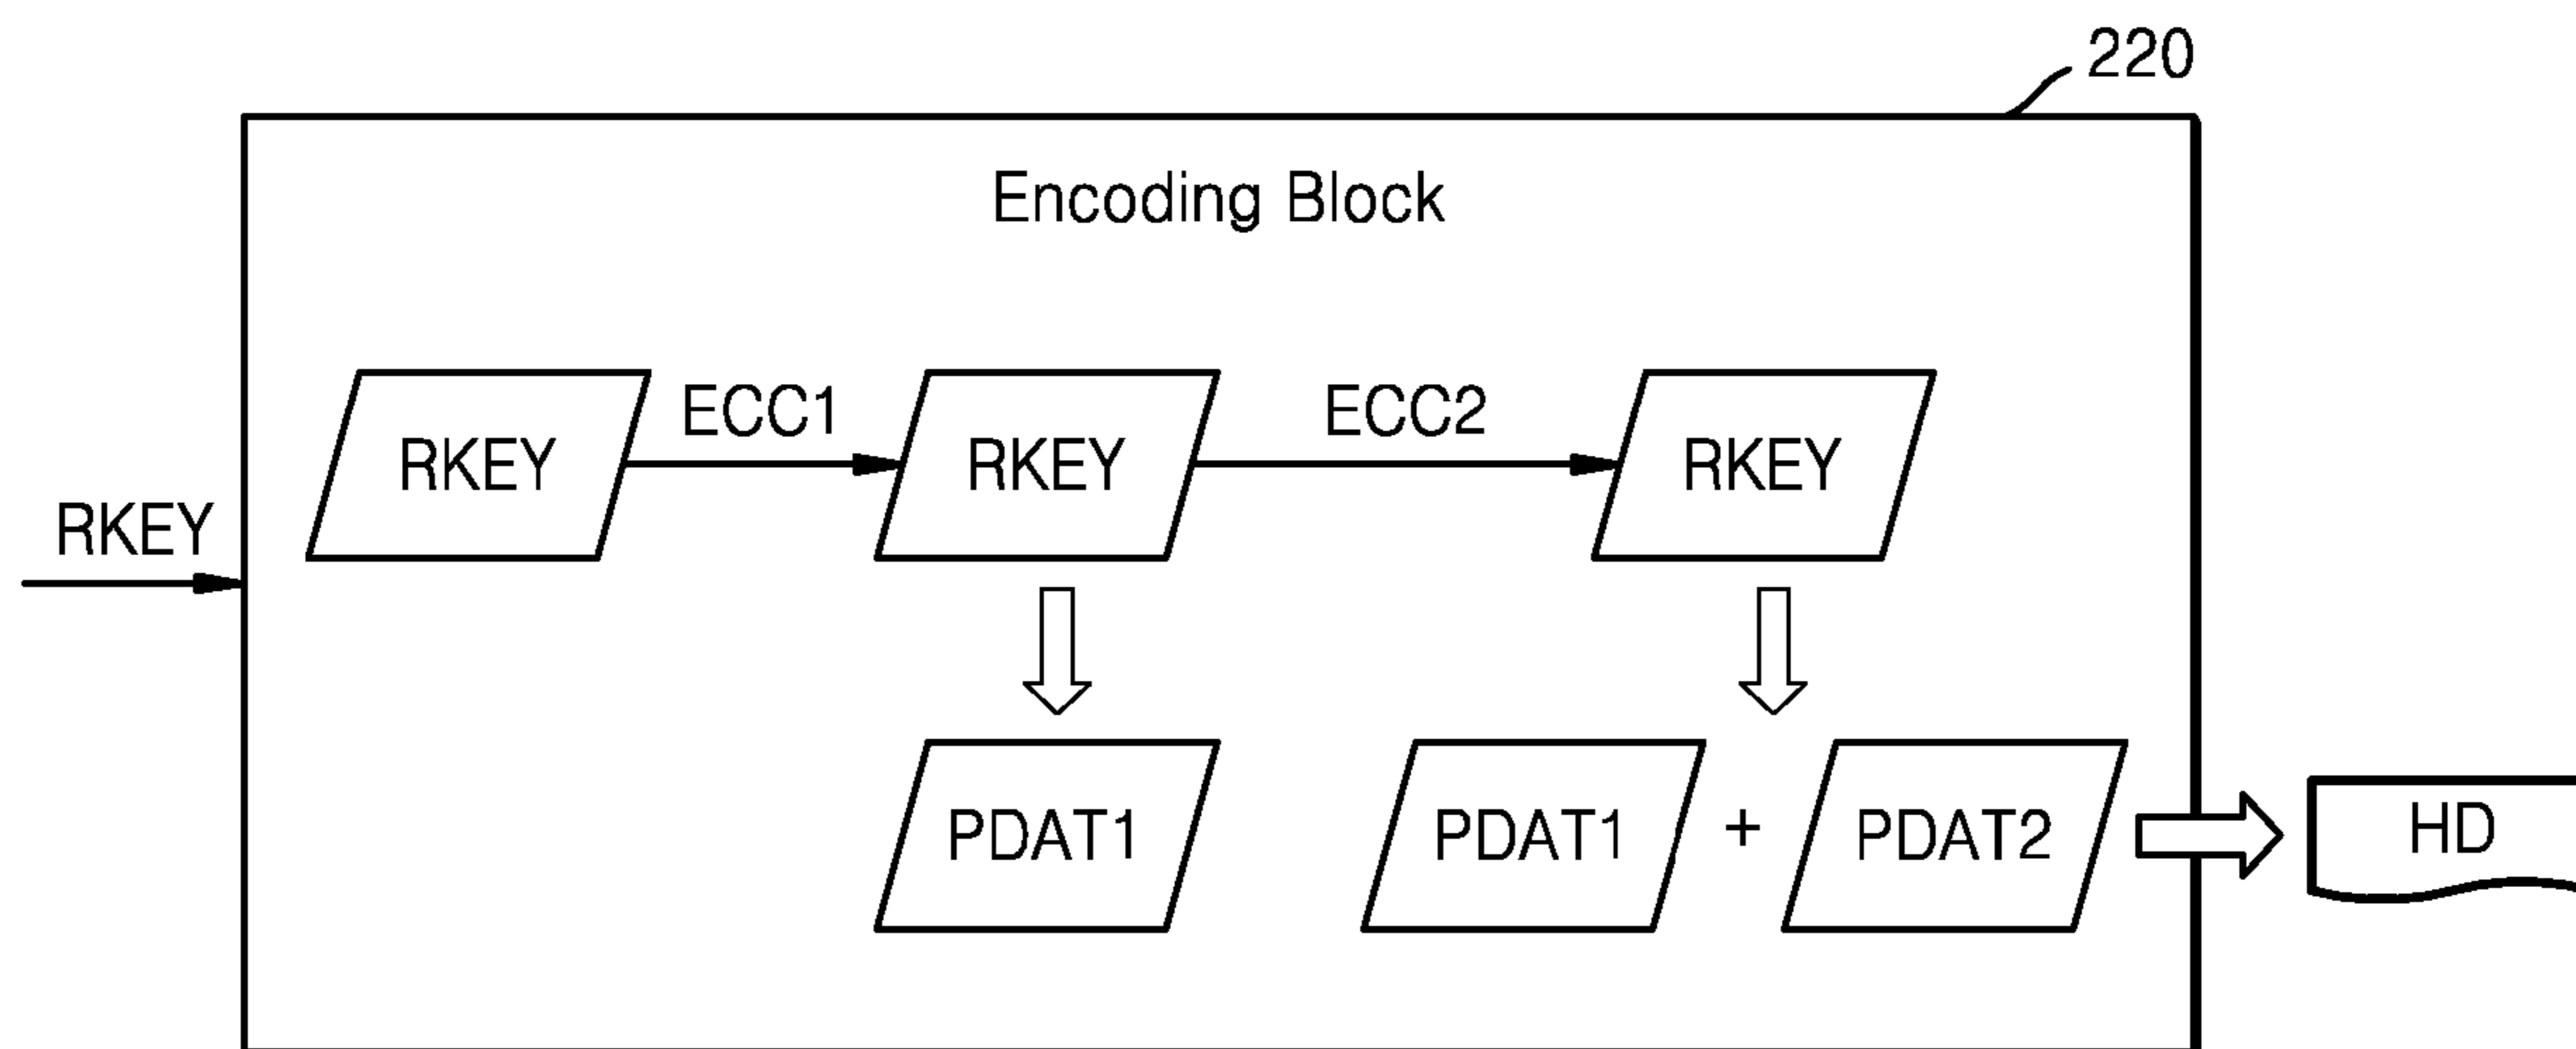 220
Encoding Block
ECC1
ECC2
RKEY
RKEY
RKEY
RKEY
PDAT1
PDAT1
+
PDAT2
HD